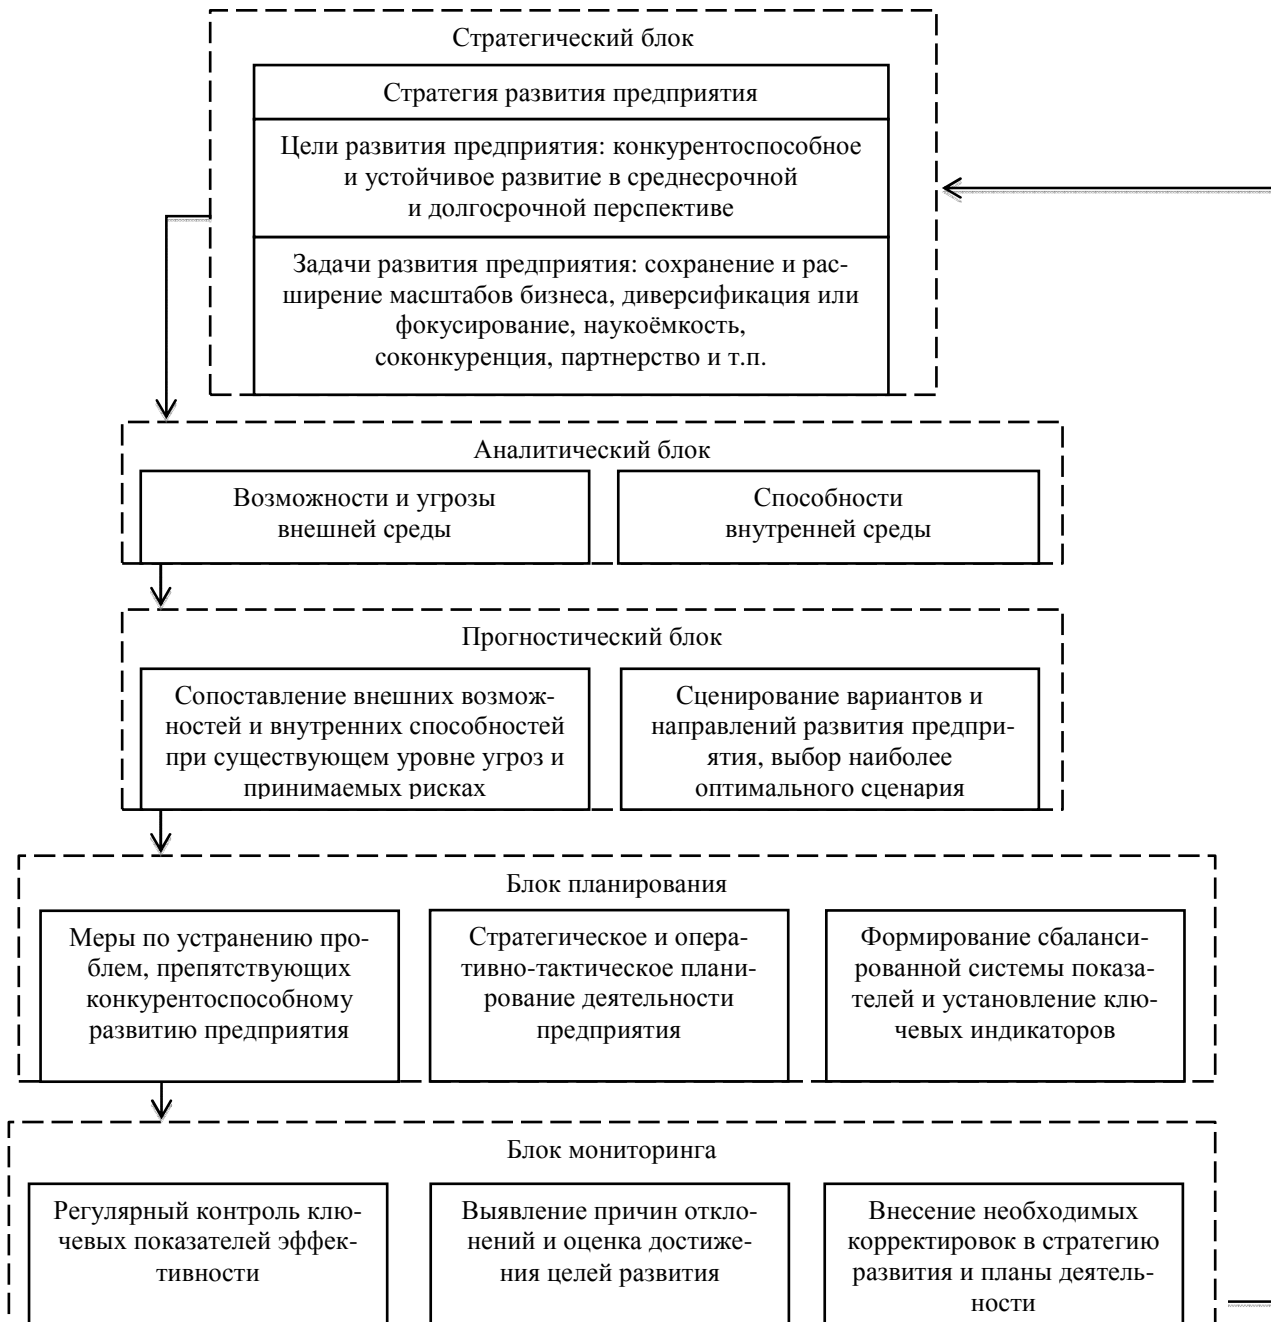 Стратегический блок
Стратегия развития предприятия
Цели развития предприятия: конкурентоспособное
и устойчивое развитие в среднесрочной
и долгосрочной перспективе
Задачи развития предприятия: сохранение и рас-
ширение масштабов бизнеса, диверсификация или
фокусирование, наукоёмкость,
соконкуренция, партнерство и т.п.
Аналитический блок
Возможности и угрозы
внешней среды
Способности
внутренней среды
Прогностический блок
Сопоставление внешних возмож-
ностей и внутренних способностей
при существующем уровне угроз и
принимаемых рисках
Сценирование вариантов и
направлений развития предпри-
ятия, выбор наиболее
оптимального сценария
Блок планирования
Меры по устранению про-
блем, препятствующих
конкурентоспособному
развитию предприятия
Стратегическое и опера-
тивно-тактическое плани-
рование деятельности
предприятия
Формирование сбаланси-
рованной системы показа-
телей и установление клю-
чевых индикаторов
Блок мониторинга
Регулярный контроль клю-
чевых показателей эффек-
тивности
Выявление причин откло-
нений и оценка достиже-
ния целей развития
Внесение необходимых
корректировок в стратегию
развития и планы деятель-
ности